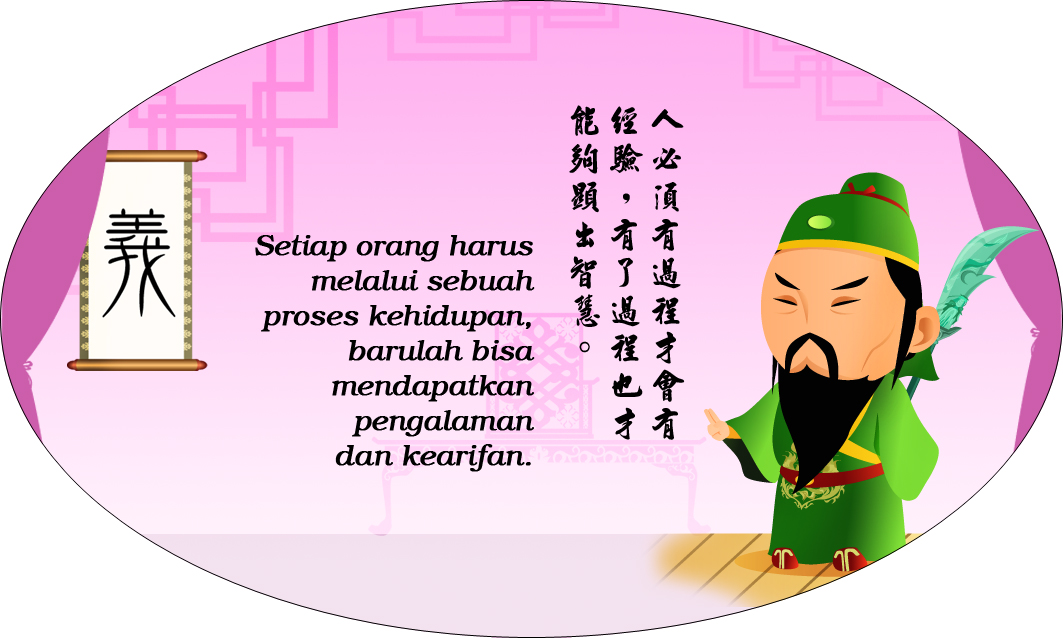 義
Setiap orang harus
melalui sebuah
proses kehidupan,
barulah bisa
mendapatkan
pengalaman
dan kearifan.
人必須有過程才會有
經驗，有了過程也才
能夠顯出智慧。